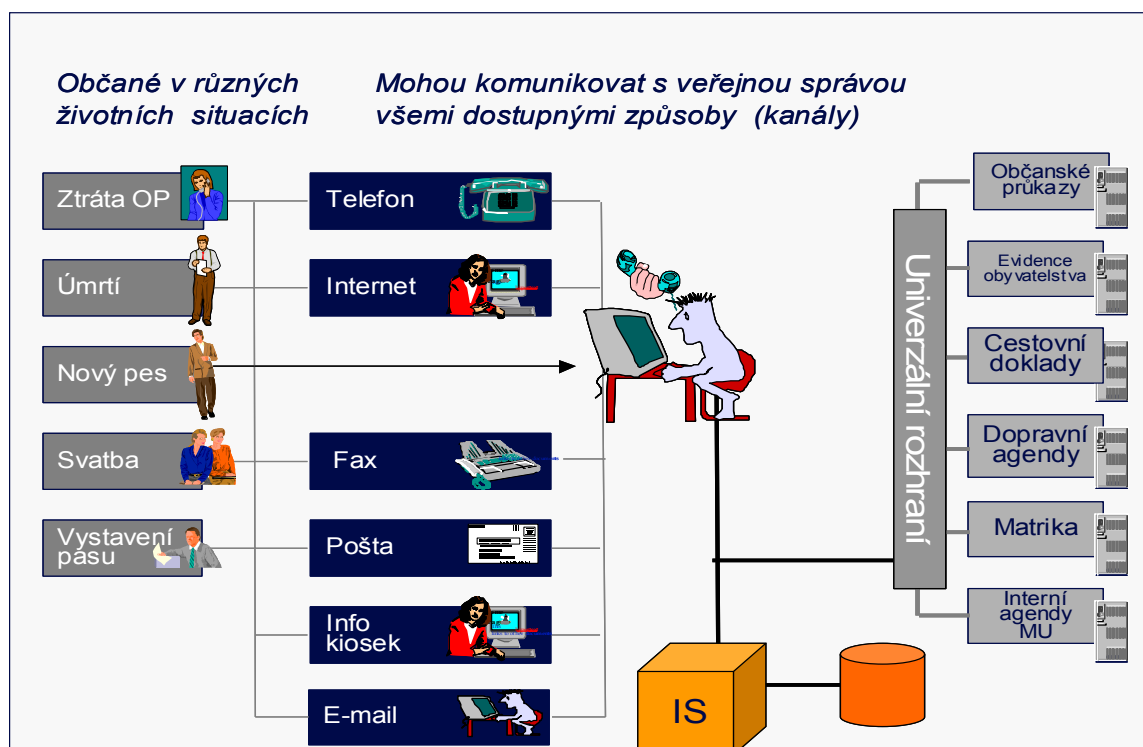 Občané v různých
životních situacích
Mohou komunikovat s veřejnou správou
všemi dostupnými způsoby (kanály)
Ztráta OP
Úmrtí
Nový pes
Svatba
Vystavení
pasu
Telefon
Internet
Fax
Pošta
Info
kiosek
E-mail
IS
Univerzální rozhraní
Občanské
průkazy
Evidence
obyvatelstva
Cestovní
doklady
Dopravní
agendy
Matrika
Interní
agendy
MU